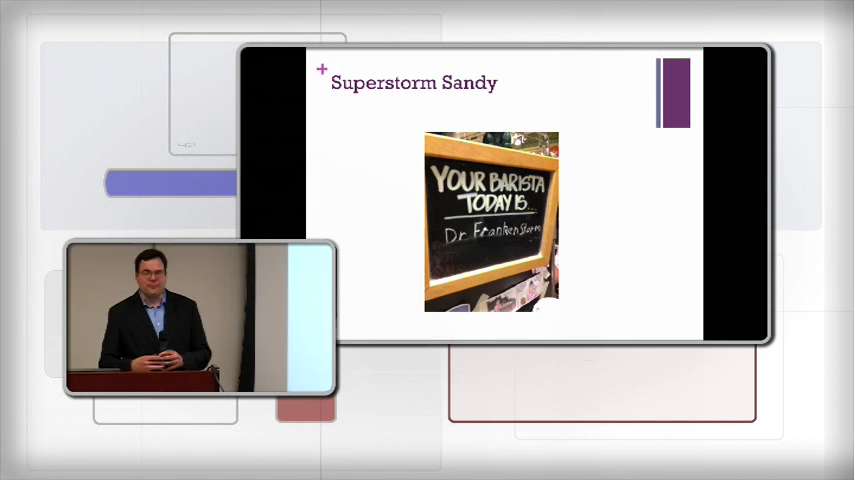 +
Superstorm Sandy
YOUR BARISTA
TODAY IS...
Dr. Frankenstorm